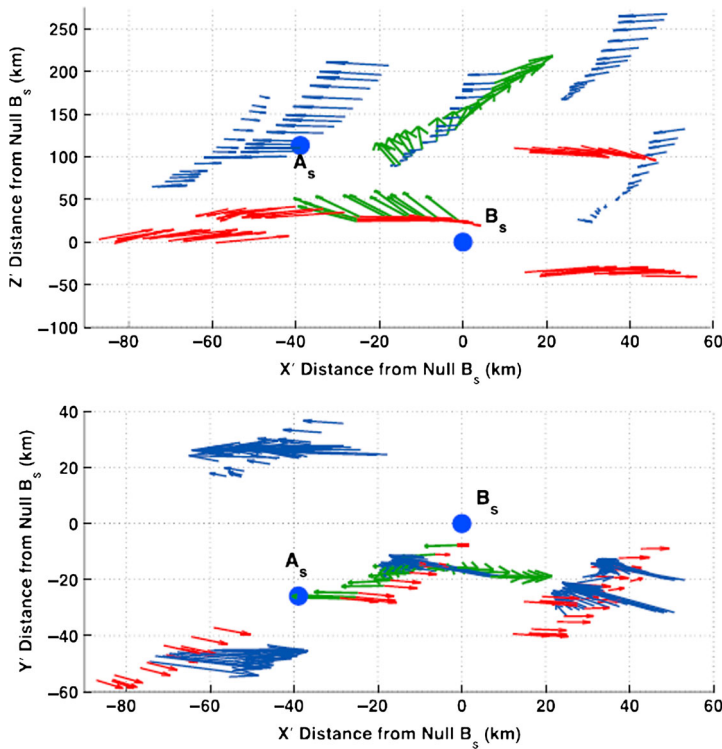 Z′ Distance from Null Bs (km)
250
200
150
100
50
0
−50
−100
As
Bs
−80 −60 −40 −20 0 20 40 60
X′ Distance from Null Bs (km)
Y′ Distance from Null Bs (km)
40
20
0
−20
−40
−60
Bs
As
−80 −60 −40 −20 0 20 40 60
X′ Distance from Null Bs (km)